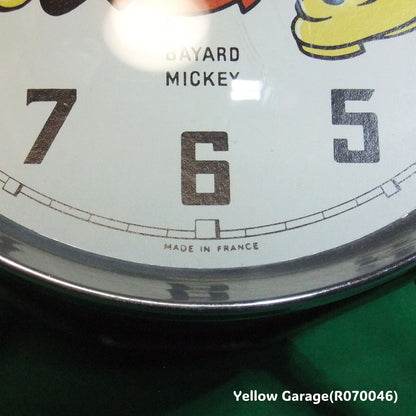 BAYARD
MICKEY
7 6 5
MADE IN FRANCE
Yellow Garage(R070046)